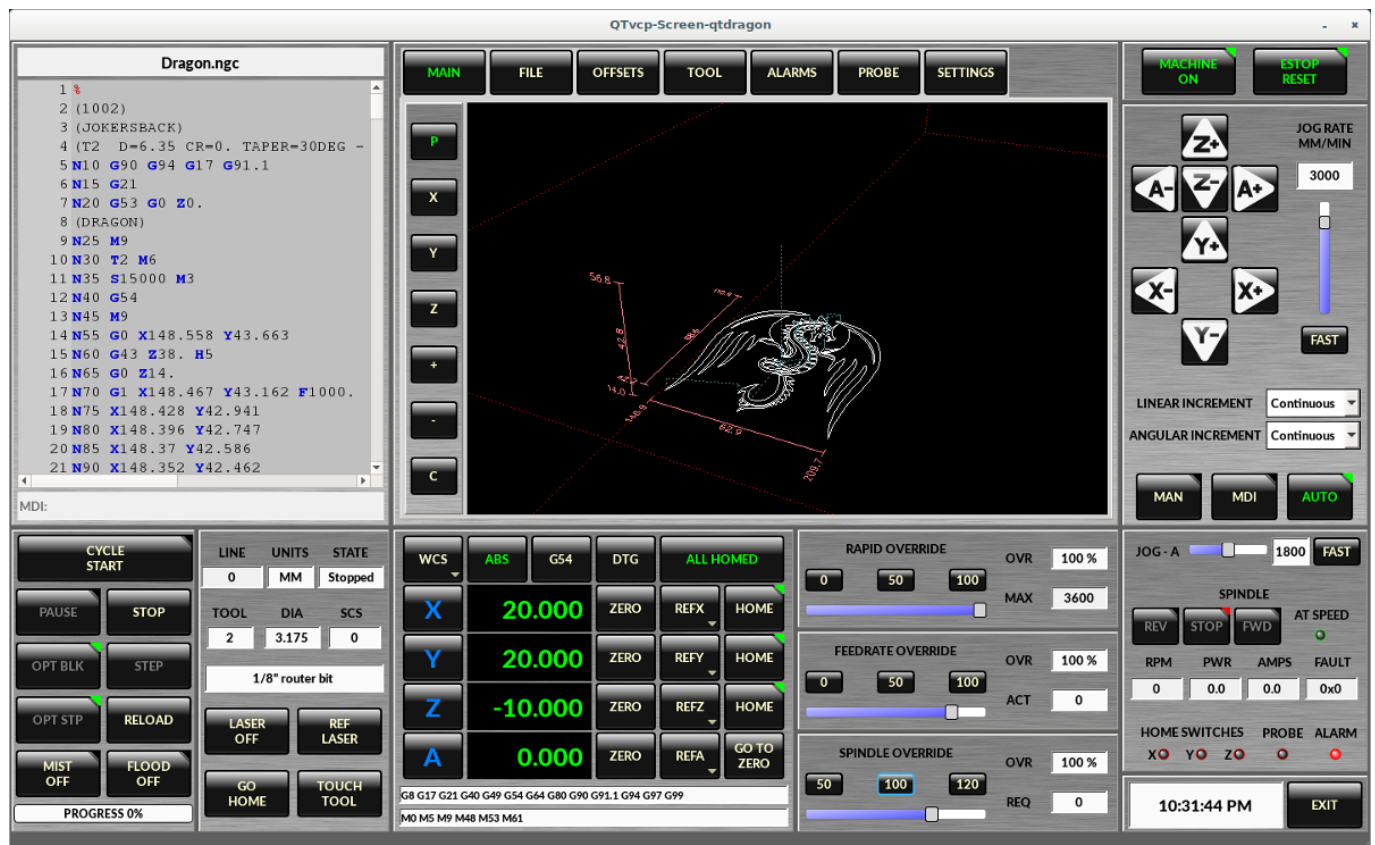 QTvcp-Screen-qtdragon
Dragon.ngc
1 %
2 (1002)
3 (JOKERSBACK)
4 (T2 D=6.35 CR=0. TAPER=30DEG -
5 N10 G90 G94 G17 G91.1
6 N15 G21
7 N20 G53 G0 Z0.
8 (DRAGON)
9 N25 M9
10 N30 T2 M6
11 N35 S15000 M3
12 N40 G54
13 N45 M9
14 N55 G0 X148.558 Y43.663
15 N60 G43 Z38. H5
16 N65 G0 Z14.
17 N70 G1 X148.467 Y43.162 F1000.
18 N75 X148.428 Y42.941
19 N80 X148.396 Y42.747
20 N85 X148.37 Y42.586
21 N90 X148.352 Y42.462
MDI:
MAIN FILE OFFSETS TOOL ALARMS PROBE SETTINGS
P
X
Y
Z
+
-
C
56.8
42.8
14.0
146.9
62.9
209.7
MACHINE ON
ESTOP RESET
Z+
A- Z- A+
Y+
X- X+
Y-
JOG RATE
MM/MIN
3000
FAST
LINEAR INCREMENT Continuous
ANGULAR INCREMENT Continuous
MAN MDI AUTO
CYCLE
START
PAUSE STOP
OPT BLK STEP
OPT STP RELOAD
MIST OFF
FLOOD OFF
PROGRESS 0%
LINE UNITS STATE
0 MM Stopped
TOOL DIA SCS
2 3.175 0
1/8" router bit
LASER OFF
REF LASER
GO HOME
TOUCH TOOL
WCS ABS G54 DTG ALL HOMED
X 20.000 ZERO REFX HOME
Y 20.000 ZERO REFY HOME
Z -10.000 ZERO REFZ HOME
A 0.000 ZERO REFA GO TO ZERO
G8 G17 G21 G40 G49 G54 G64 G80 G90 G91.1 G94 G97 G99
M0 M5 M9 M48 M53 M61
RAPID OVERRIDE
0 50 100
OVR 100 %
MAX 3600
FEEDRATE OVERRIDE
0 50 100
OVR 100 %
ACT 0
SPINDLE OVERRIDE
50 100 120
OVR 100 %
REQ 0
JOG - A 1800 FAST
SPINDLE
REV STOP FWD AT SPEED
RPM PWR AMPS FAULT
0 0.0 0.0 0x0
HOME SWITCHES PROBE ALARM
X Y Z
10:31:44 PM EXIT